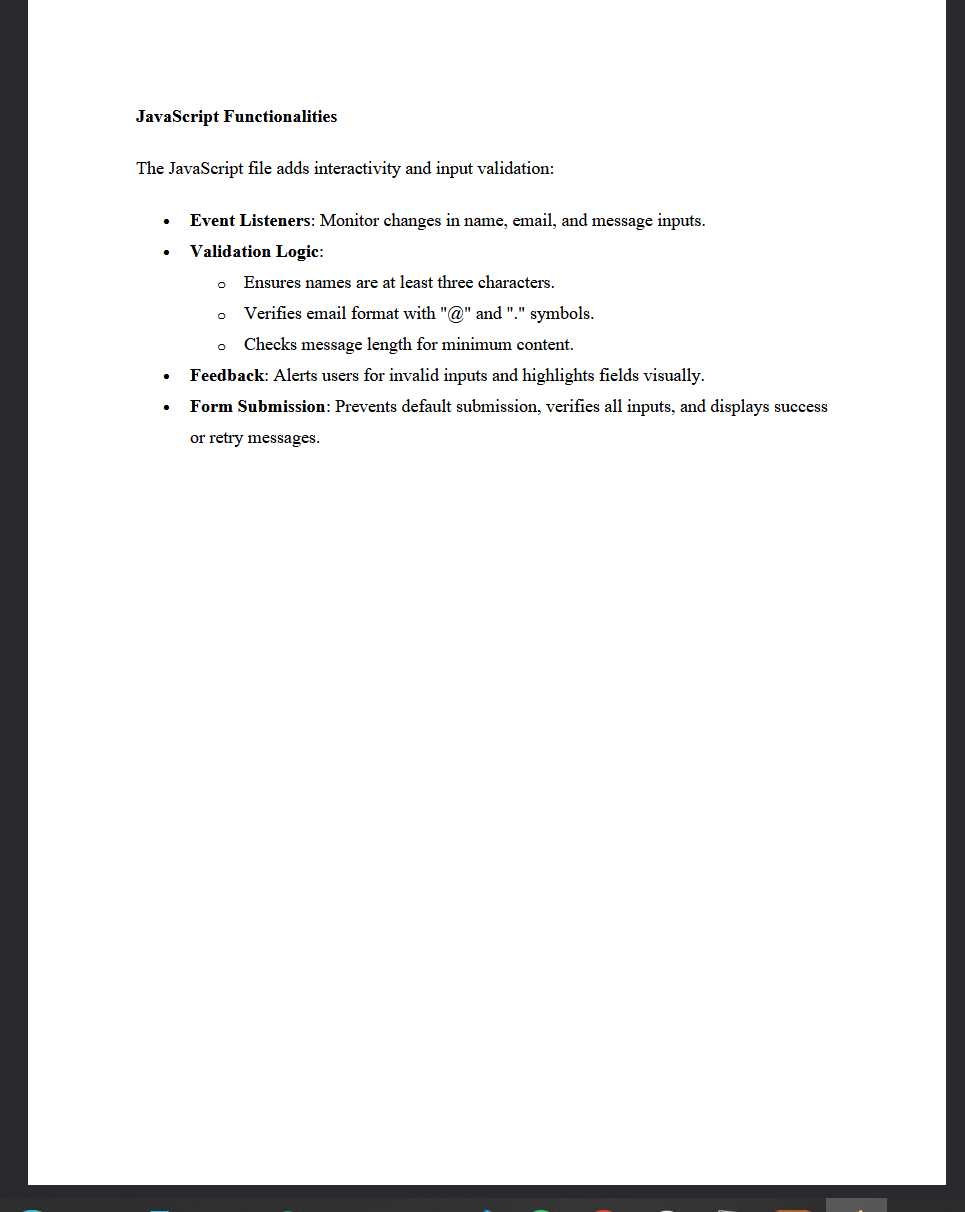 JavaScript Functionalities
The JavaScript file adds interactivity and input validation:
• Event Listeners: Monitor changes in name, email, and message inputs.
• Validation Logic:
o Ensures names are at least three characters.
o Verifies email format with "@" and "." symbols.
o Checks message length for minimum content.
• Feedback: Alerts users for invalid inputs and highlights fields visually.
• Form Submission: Prevents default submission, verifies all inputs, and displays success
or retry messages.